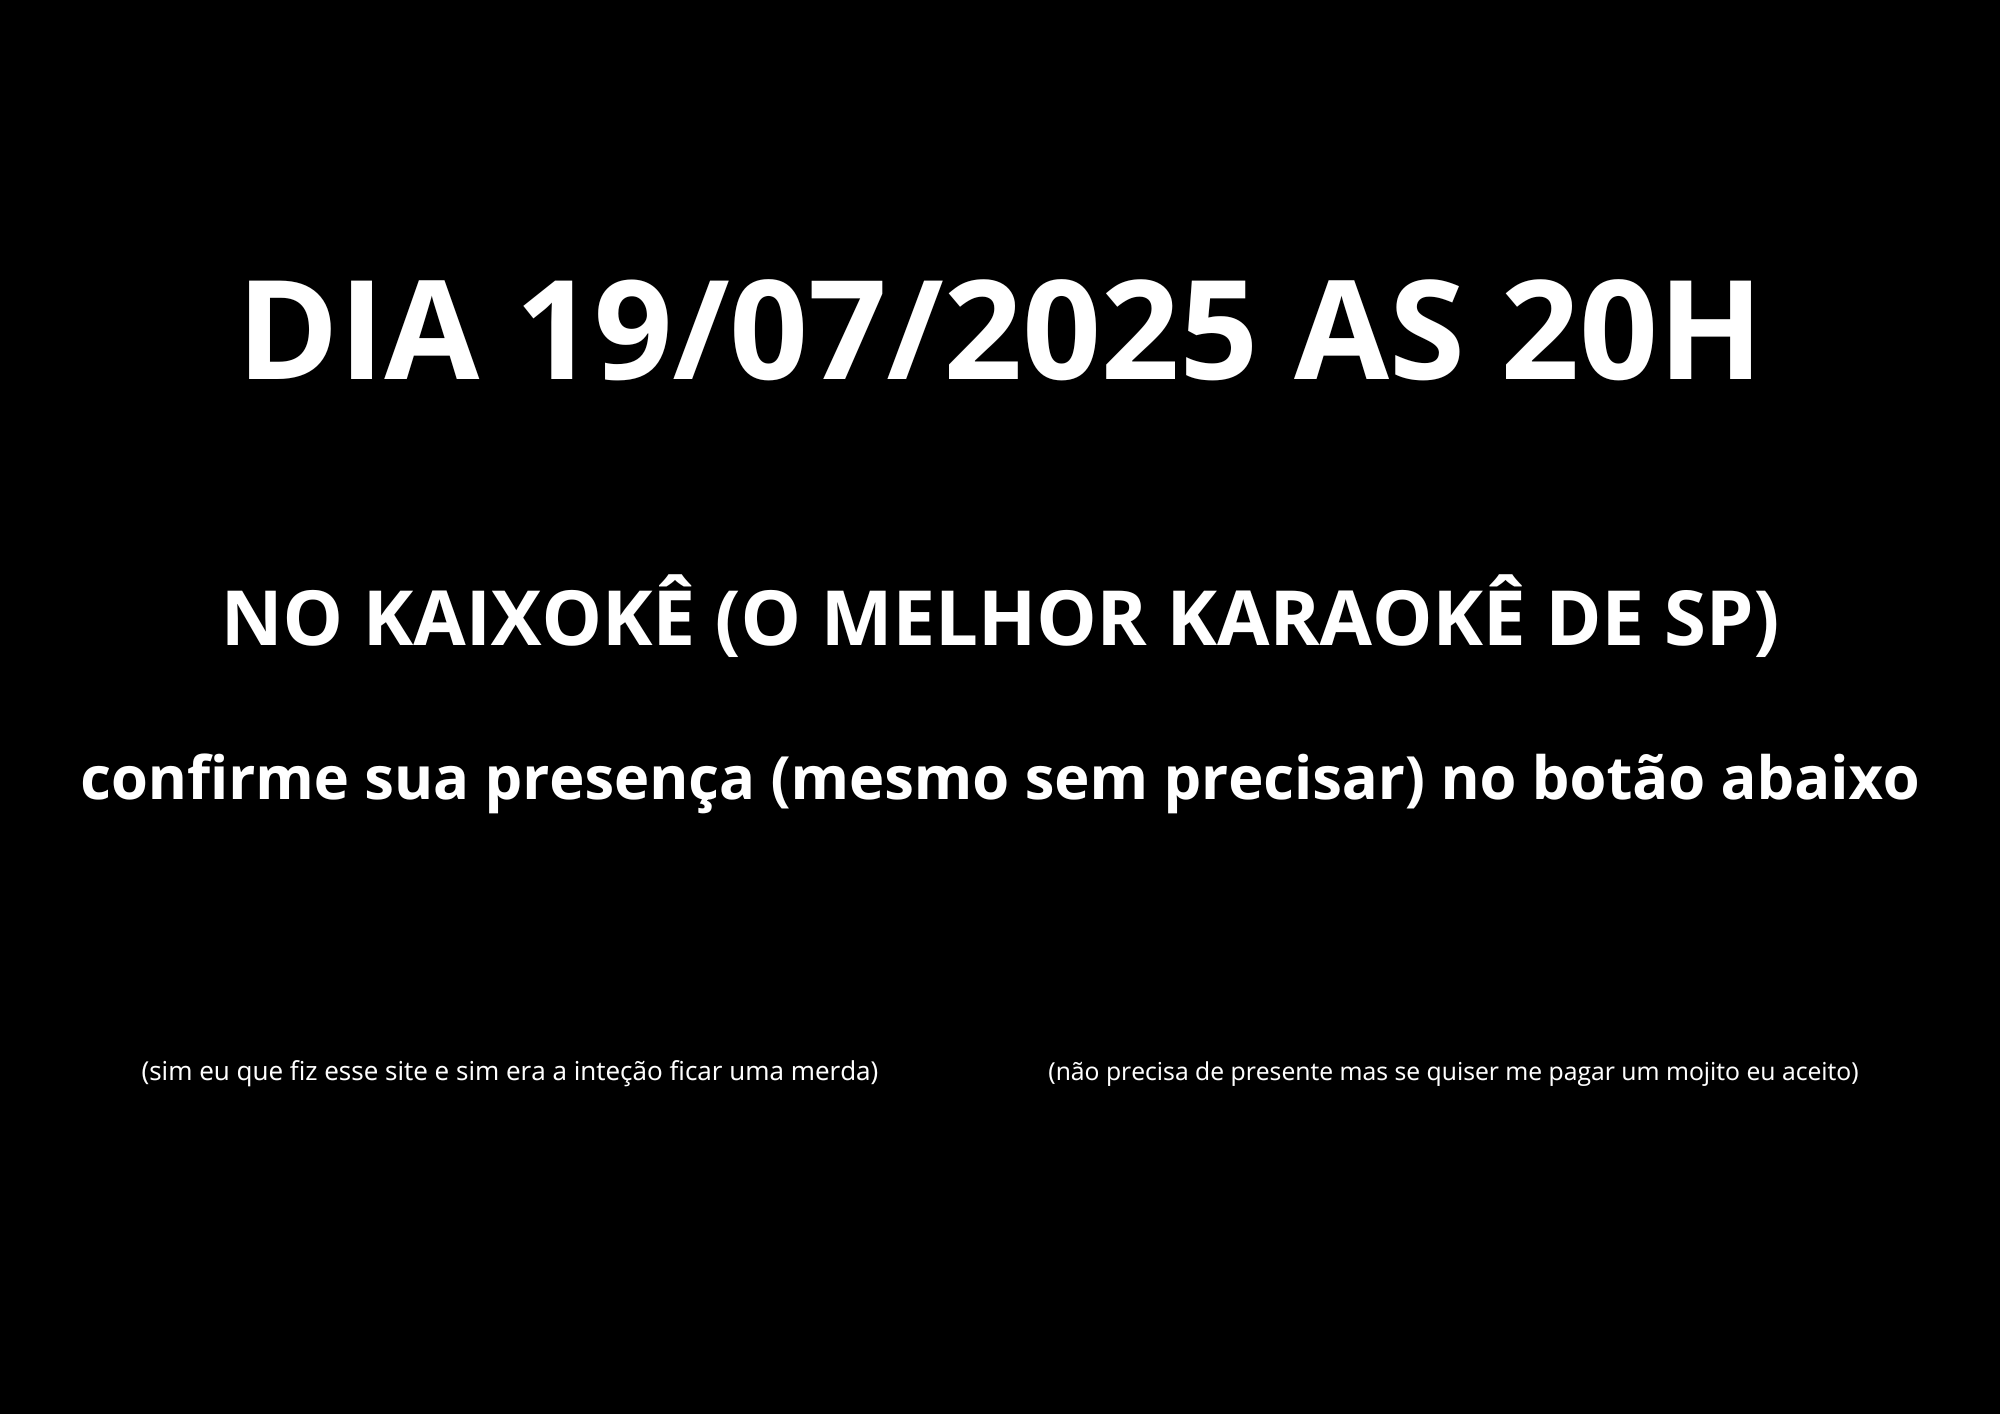 DIA 19/07/2025 AS 20H
NO KAIXOKÊ (O MELHOR KARAOKÊ DE SP)
confirme sua presença (mesmo sem precisar) no botão abaixo
(sim eu que fiz esse site e sim era a inteção ficar uma merda)
(não precisa de presente mas se quiser me pagar um mojito eu aceito)